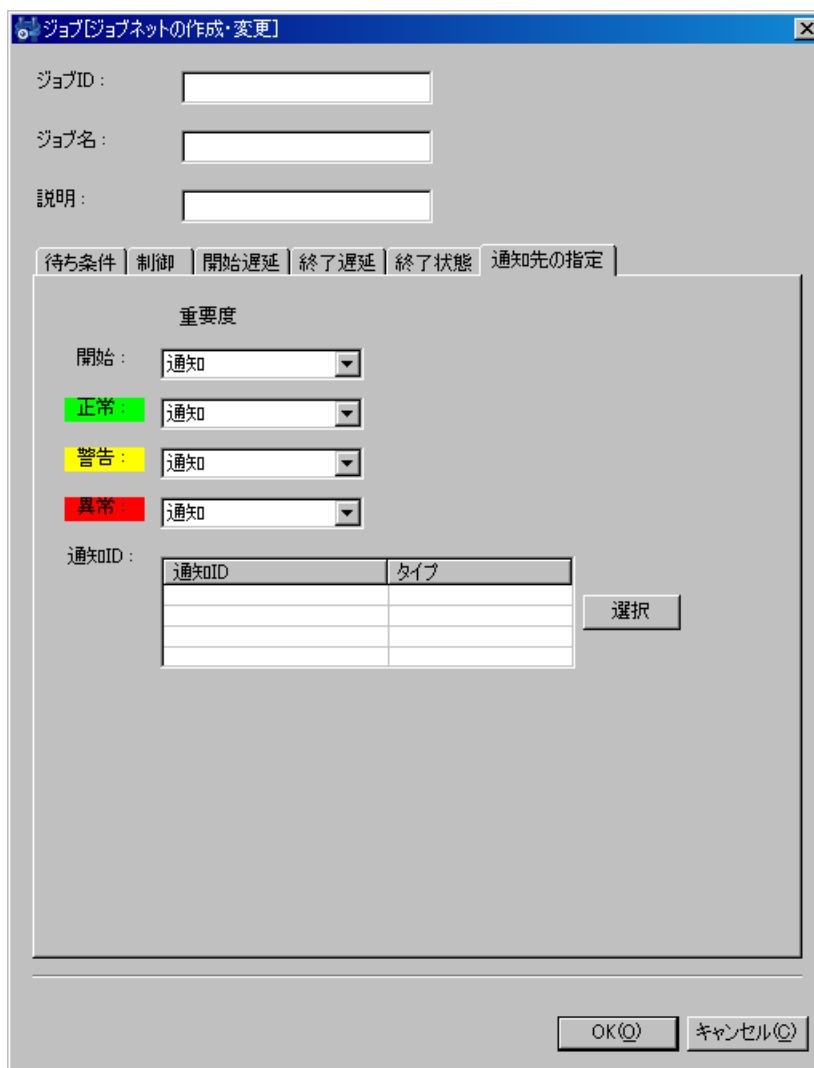 ジョブ[ジョブネットの作成・変更]
ジョブID：
ジョブ名：
説明：
待ち条件 制御 開始遅延 終了遅延 終了状態 通知先の指定
重要度
開始： 通知
正常： 通知
警告： 通知
異常： 通知
通知ID： 通知ID タイプ
選択
OK(O) キャンセル(C)